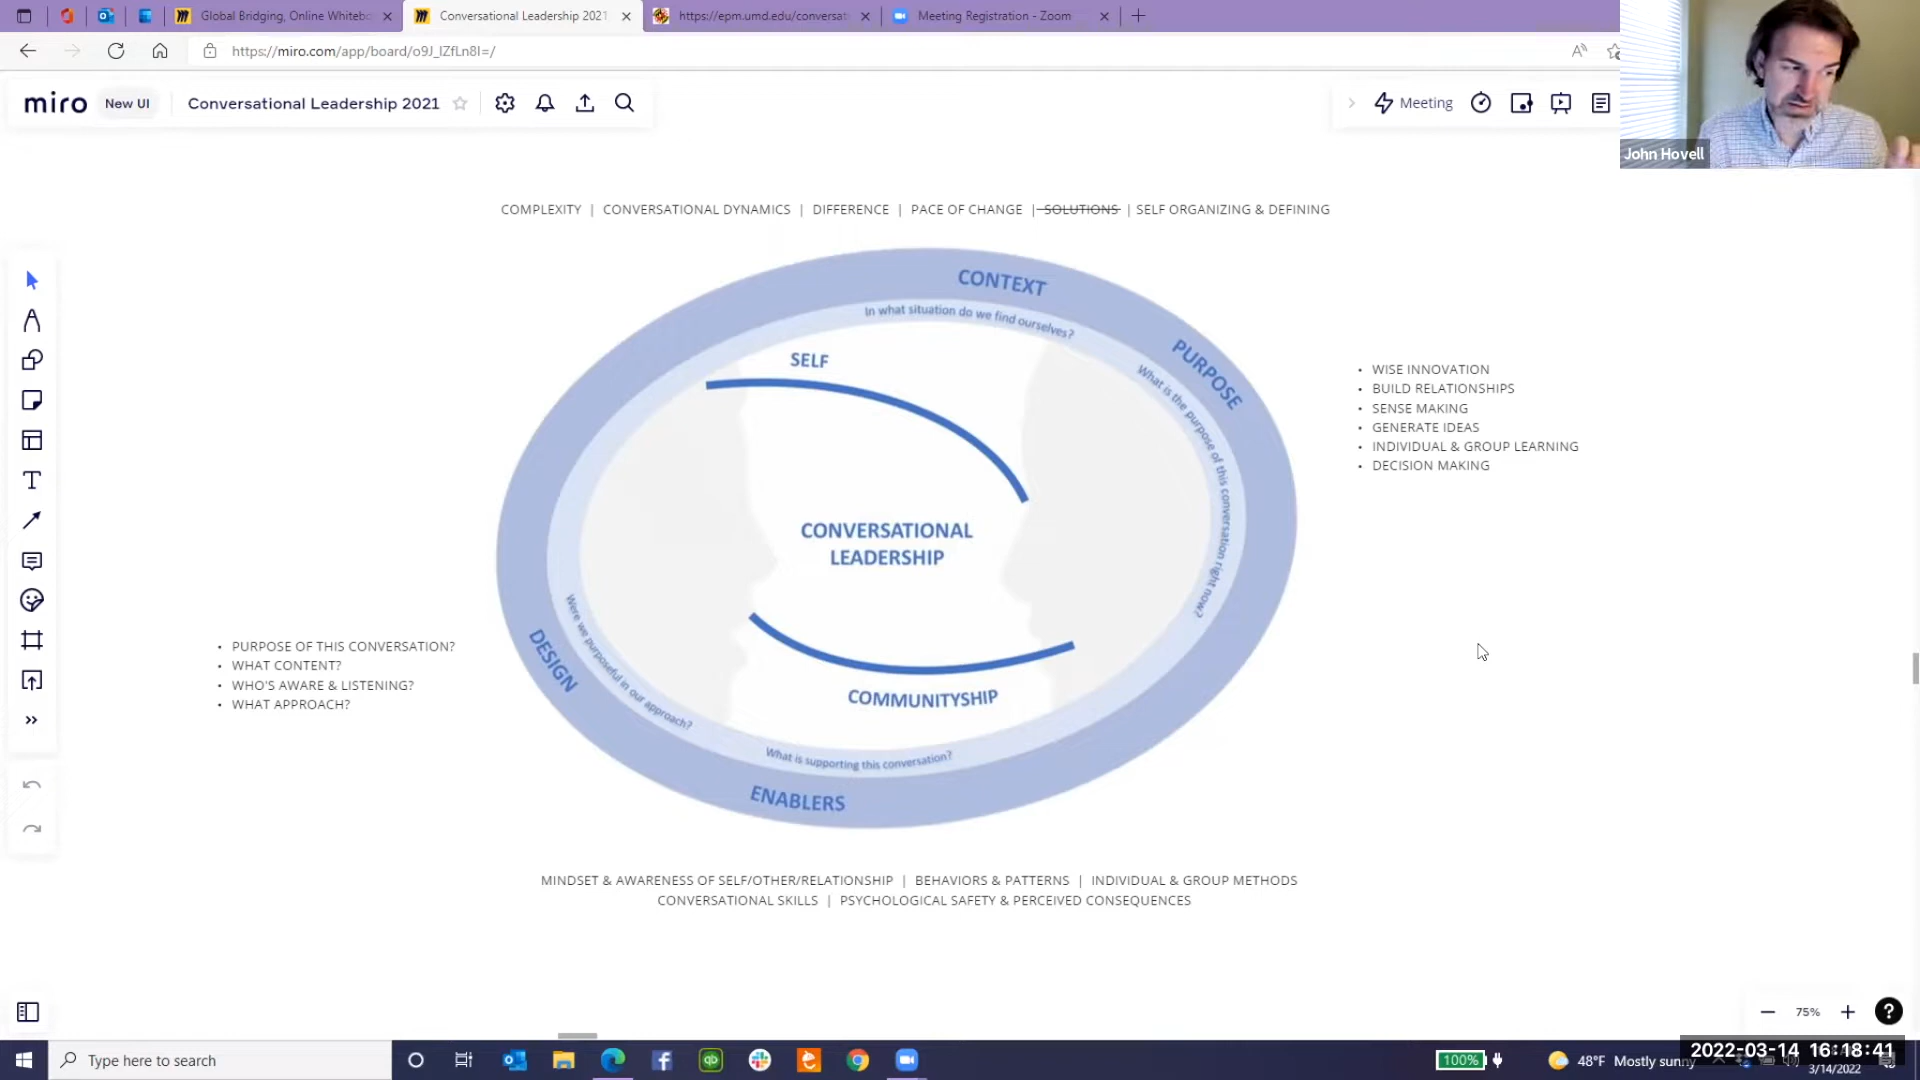 Global Bridging, Online Whitebo
Conversational Leadership 2021
https://epm.umd.edu/conversat
Meeting Registration - Zoom
https://miro.com/app/board/o9J_lZfLn8I=/
miro
New UI
Conversational Leadership 2021
Meeting
John Hovell
COMPLEXITY | CONVERSATIONAL DYNAMICS | DIFFERENCE | PACE OF CHANGE | SOLUTIONS | SELF ORGANIZING & DEFINING
CONTEXT
In what situation do we find ourselves?
PURPOSE
What is the purpose of this conversation right now?
SELF
• WISE INNOVATION
• BUILD RELATIONSHIPS
• SENSE MAKING
• GENERATE IDEAS
• INDIVIDUAL & GROUP LEARNING
• DECISION MAKING
CONVERSATIONAL
LEADERSHIP
• PURPOSE OF THIS CONVERSATION?
• WHAT CONTENT?
• WHO'S AWARE & LISTENING?
• WHAT APPROACH?
DESIGN
Were we purposeful in our approach?
COMMUNITYSHIP
What is supporting this conversation?
ENABLERS
MINDSET & AWARENESS OF SELF/OTHER/RELATIONSHIP | BEHAVIORS & PATTERNS | INDIVIDUAL & GROUP METHODS
CONVERSATIONAL SKILLS | PSYCHOLOGICAL SAFETY & PERCEIVED CONSEQUENCES
75%
Type here to search
100%
48°F Mostly sunny
2022-03-14 16:18:41
3/14/2022